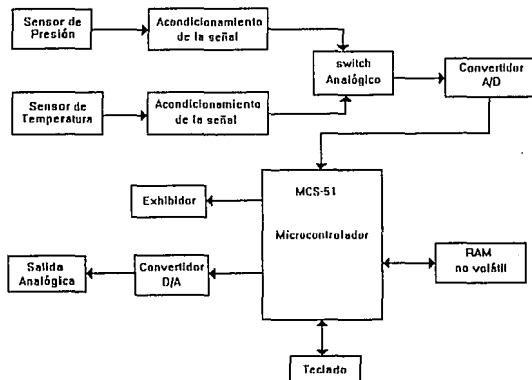 Sensor de
Presión
Acondicionamiento
de la señal
switch
Analógico
Convertidor
A/D
Sensor de
Temperatura
Acondicionamiento
de la señal
MCS-51
Microcontrolador
Exhibidor
Salida
Analógica
Convertidor
D/A
RAM
no volátil
Teclado